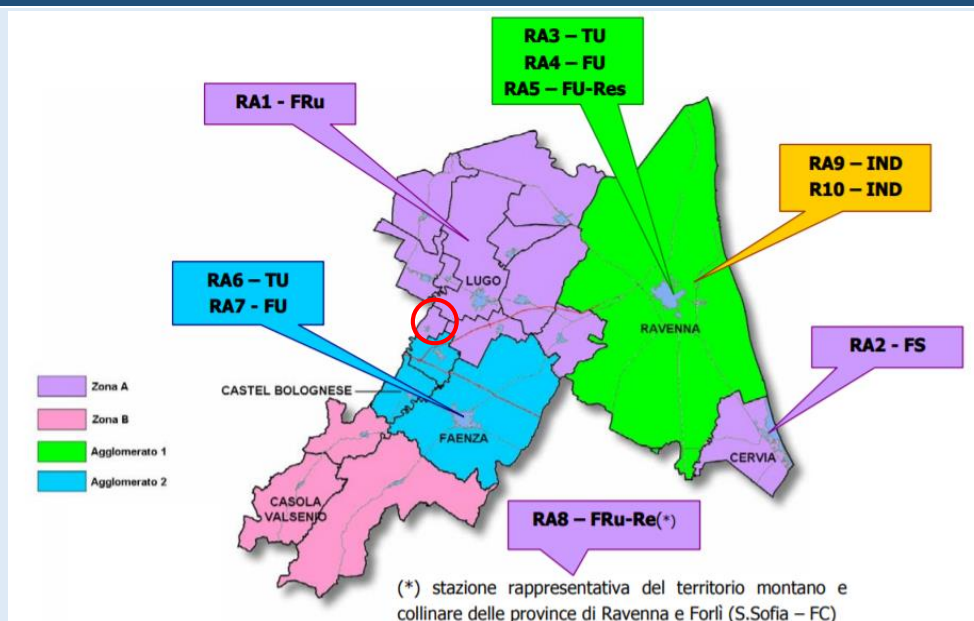 RA3 – TU
RA4 – FU
RA5 – FU-Res
RA1 - FRu
RA9 – IND
R10 – IND
RA6 – TU
RA7 - FU
LUGO
RAVENNA
RA2 - FS
Zona A
Zona B
Agglomerato 1
Agglomerato 2
CASTEL BOLOGNESE
FAENZA
CERVIA
CASOLA
VALSENIO
RA8 – FRu-Re(*)
(*) stazione rappresentativa del territorio montano e
collinare delle province di Ravenna e Forlì (S.Sofia – FC)